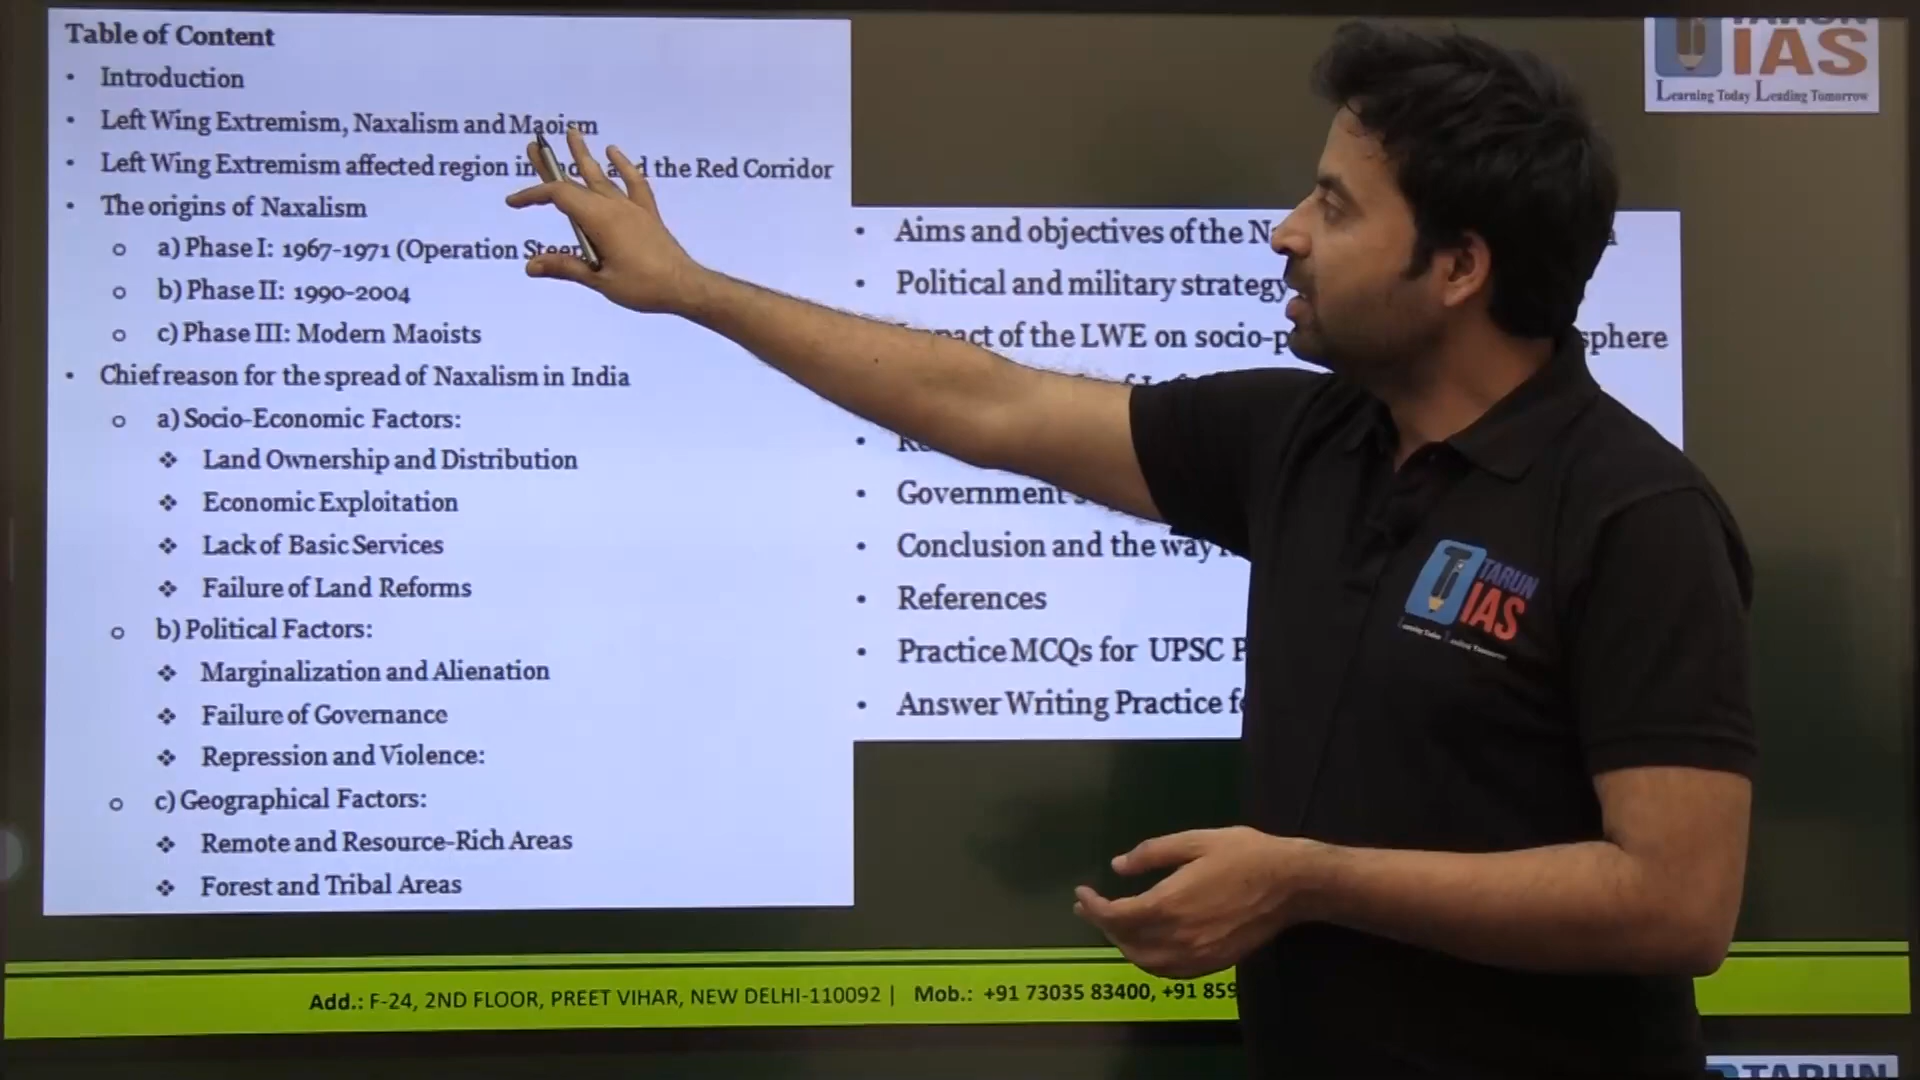 Table of Content
• Introduction
• Left Wing Extremism, Naxalism and Maoism
• Left Wing Extremism affected region in the Red Corridor
• The origins of Naxalism
o a) Phase I: 1967-1971 (Operation
o b) Phase II: 1990-2004
o c) Phase III: Modern Maoists
• Chief reason for the spread of Naxalism in India
o a) Socio-Economic Factors:
❖ Land Ownership and Distribution
❖ Economic Exploitation
❖ Lack of Basic Services
❖ Failure of Land Reforms
o b) Political Factors:
❖ Marginalization and Alienation
❖ Failure of Governance
❖ Repression and Violence:
o c) Geographical Factors:
❖ Remote and Resource-Rich Areas
❖ Forest and Tribal Areas
• Aims and objectives of the
• Political and military strategy
of the LWE on sphere
• Government
• Conclusion and the way
• References
• Practice MCQs for UPSC
• Answer Writing Practice
IAS
Learning Today Leading Tomorrow
TARUN
IAS
Add.: F-24, 2ND FLOOR, PREET VIHAR, NEW DELHI-110092 | Mob.: +91 73035 83400, +91 859
TARUN